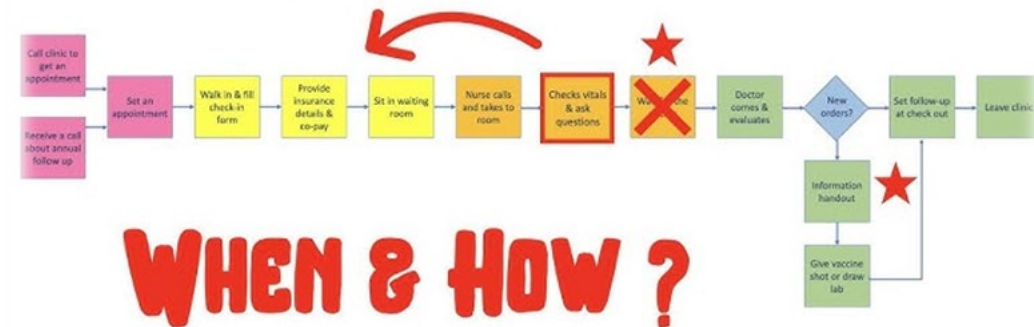 Call clinic to
get an
appointment
Receive a call
about annual
follow up
Set an
appointment
Walk in & fill
check-in
form
Provide
insurance
details &
co-pay
Sit in waiting
room
Nurse calls
and takes to
room
Checks vitals
& ask
questions
Doctor
comes &
evaluates
New
orders?
Set follow-up
at check out
Leave clinic
Information
handout
Give vaccine
shot or draw
lab
WHEN & HOW ?